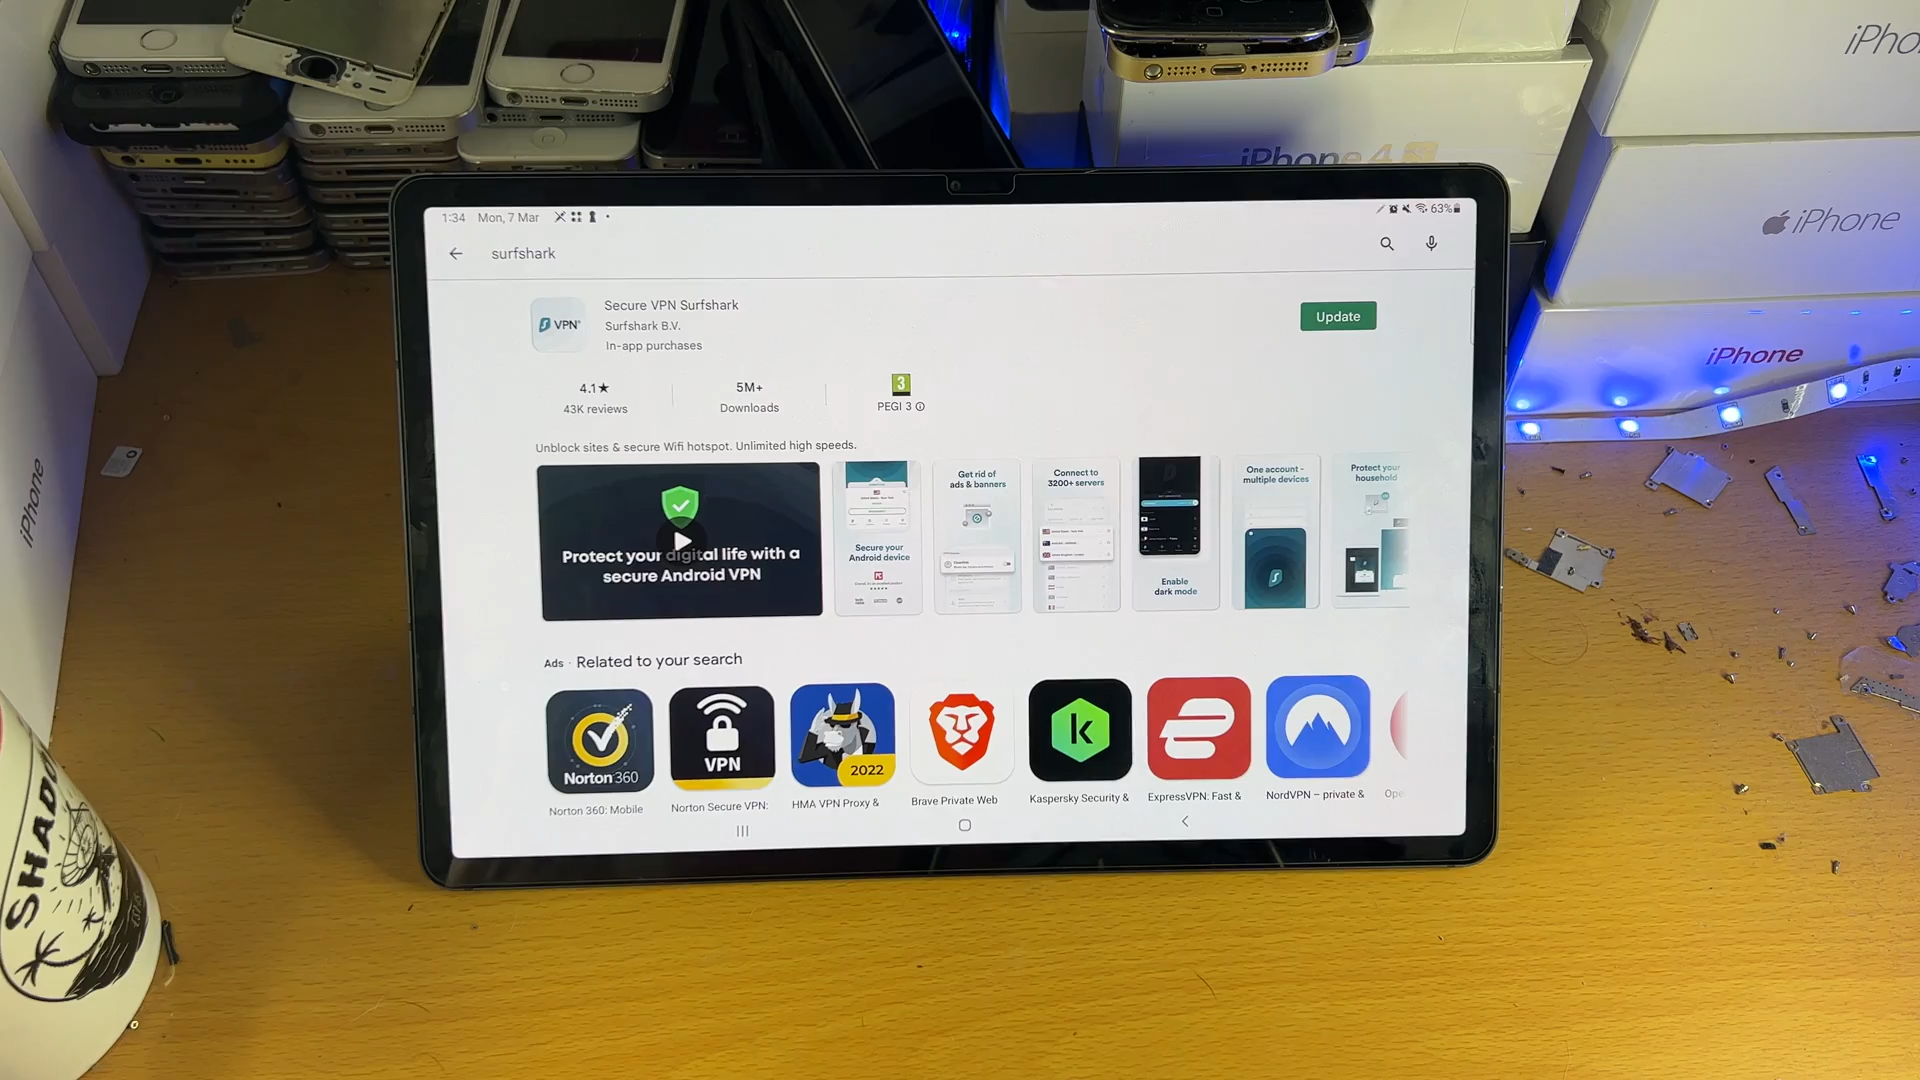 iPho
iPhone 4S
iPhone
iPhone
iPhone
SHADO
1:34 Mon, 7 Mar
63%
surfshark
VPN
Secure VPN Surfshark
Surfshark B.V.
In-app purchases
Update
4.1★
43K reviews
5M+
Downloads
3
PEGI 3
Unblock sites & secure Wifi hotspot. Unlimited high speeds.
Protect your digital life with a
secure Android VPN
Secure your
Android device
Get rid of
ads & banners
Connect to
3200+ servers
Enable
dark mode
One account -
multiple devices
Protect your
household
Ads · Related to your search
Norton 360
VPN
2022
k
Norton 360: Mobile
Norton Secure VPN:
HMA VPN Proxy &
Brave Private Web
Kaspersky Security &
ExpressVPN: Fast &
NordVPN – private &
Ope